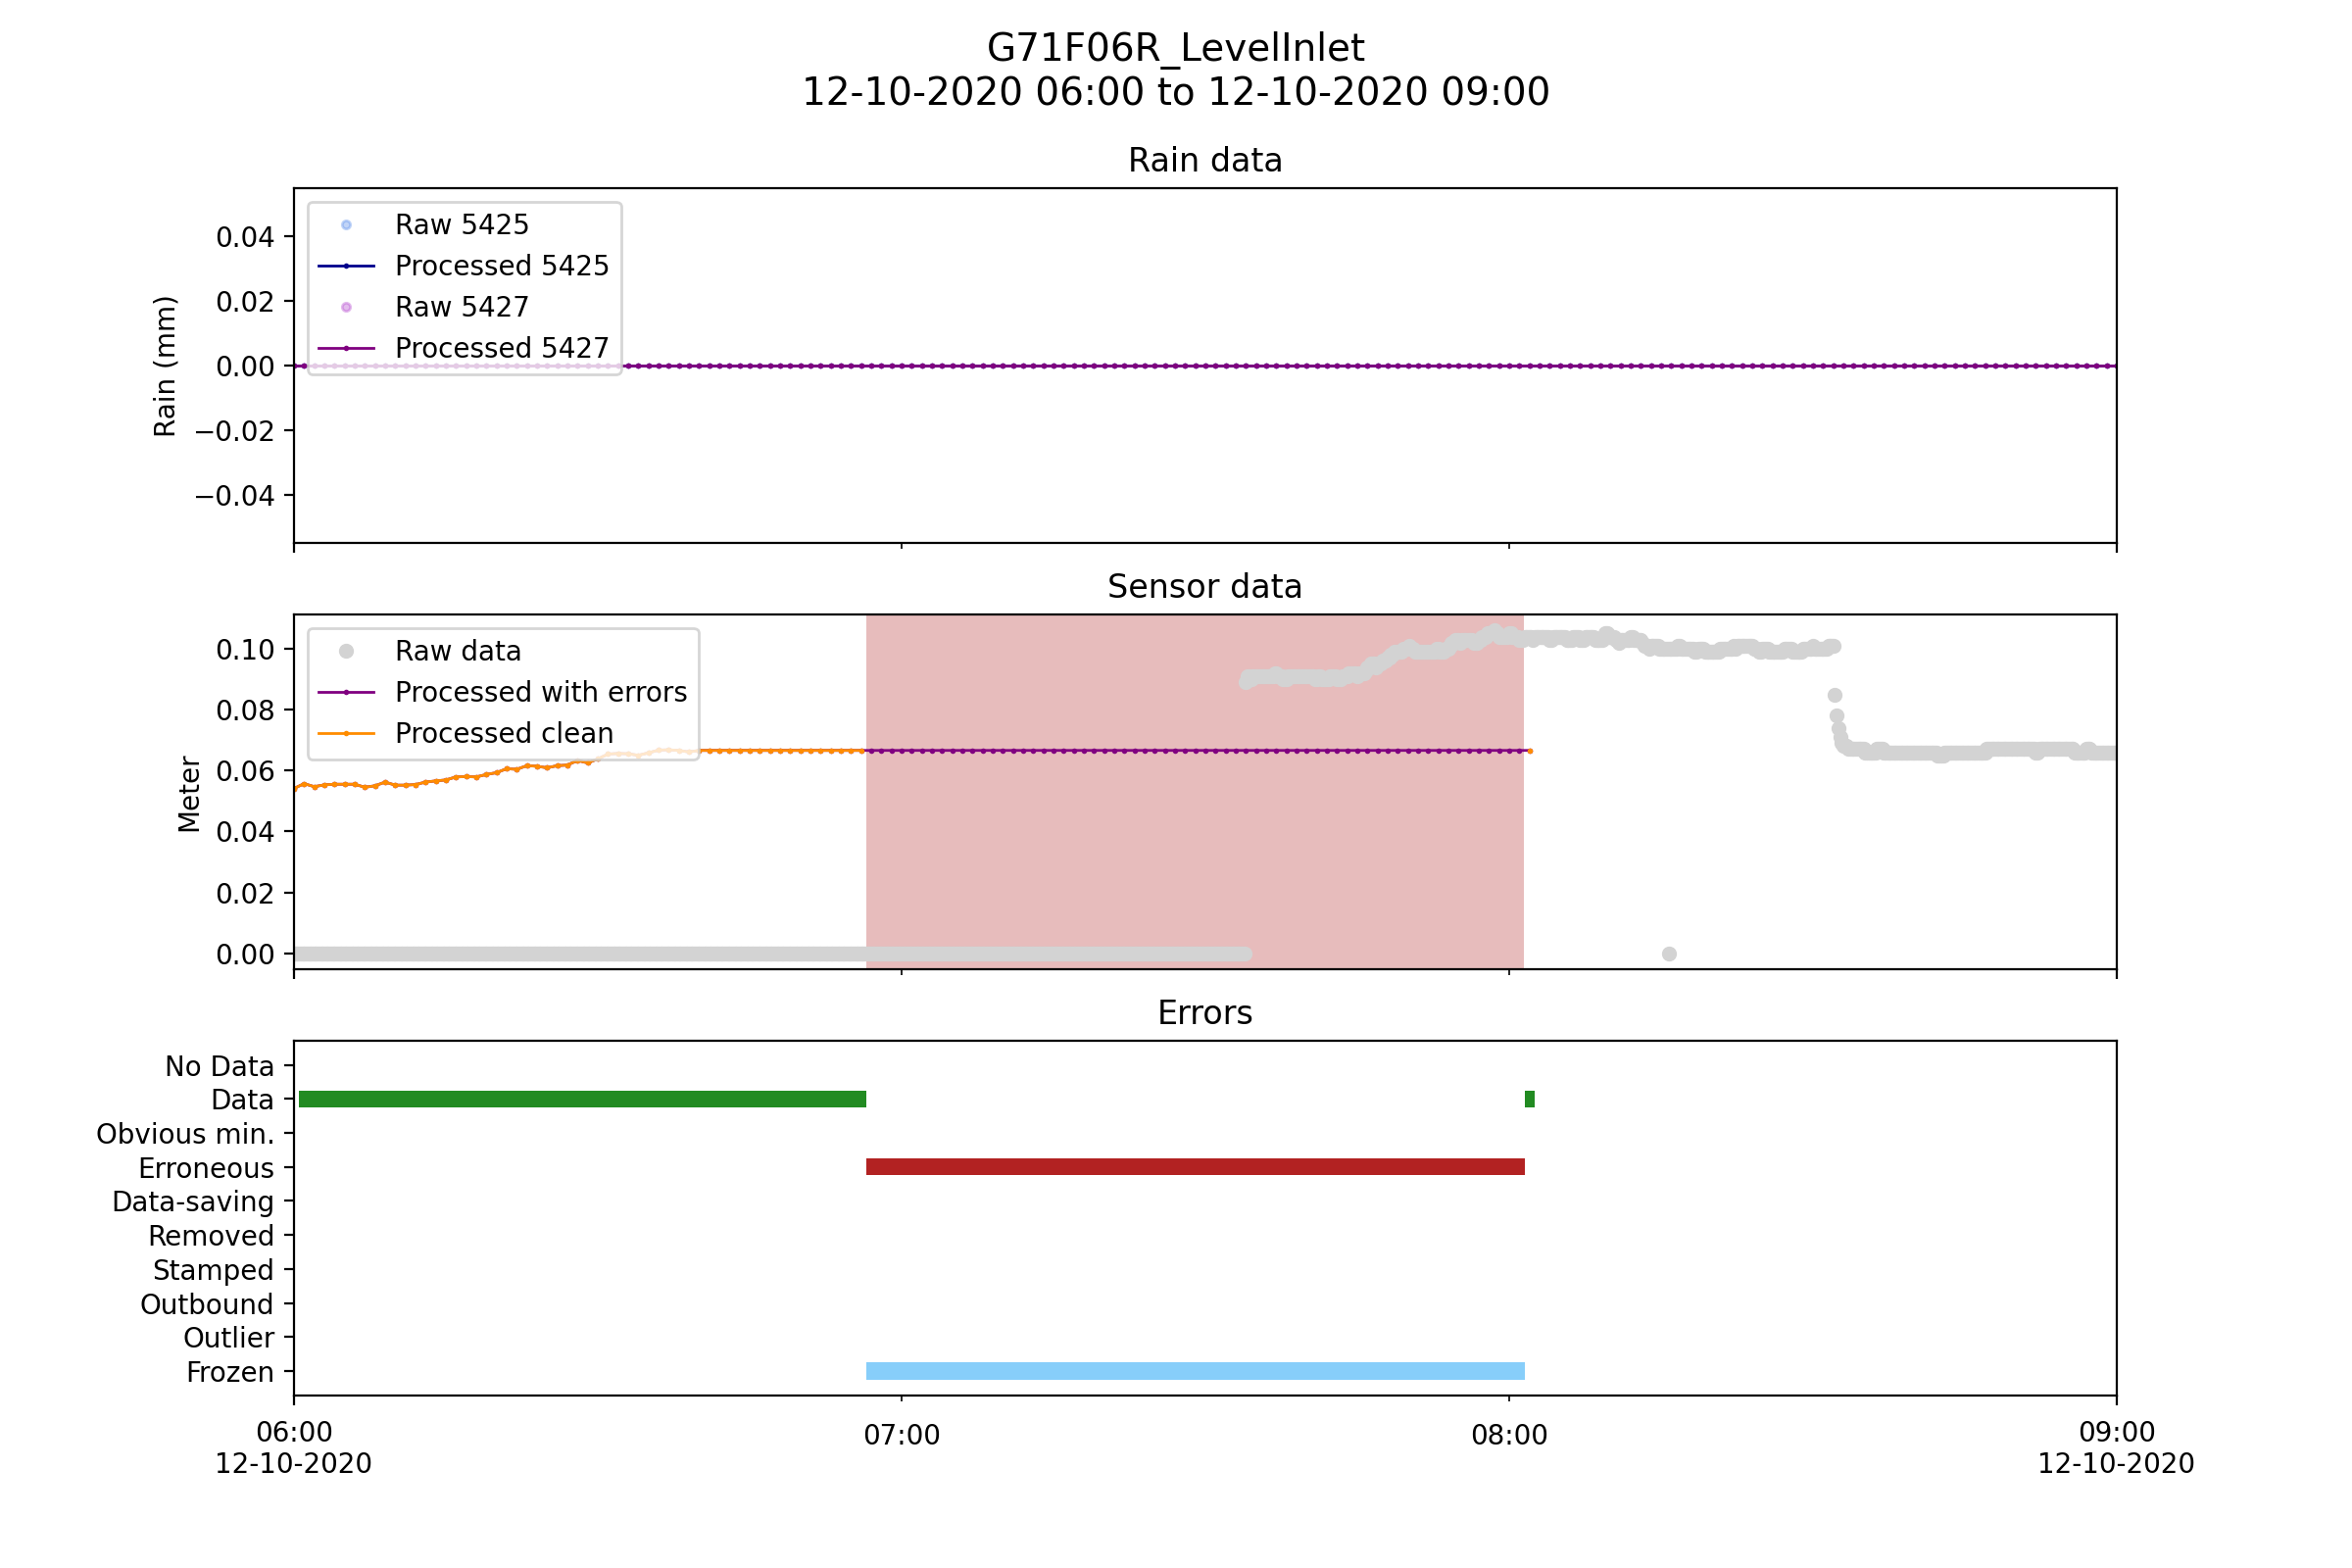 G71F06R_LevelInlet
12-10-2020 06:00 to 12-10-2020 09:00
Rain data
Rain (mm)
0.04
0.02
0.00
−0.02
−0.04
Raw 5425
Processed 5425
Raw 5427
Processed 5427
Sensor data
Meter
0.10
0.08
0.06
0.04
0.02
0.00
Raw data
Processed with errors
Processed clean
Errors
No Data
Data
Obvious min.
Erroneous
Data-saving
Removed
Stamped
Outbound
Outlier
Frozen
06:00
12-10-2020
07:00
08:00
09:00
12-10-2020